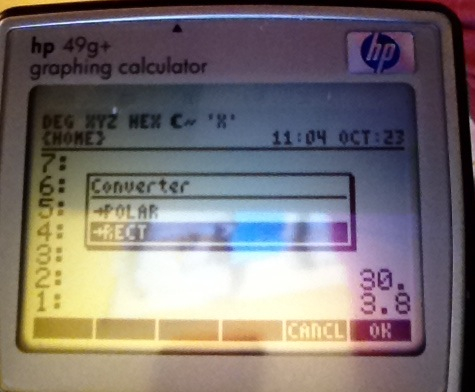 hp 49g+
hp
graphing calculator
DEG XYZ HEX C~ 'X'
{HOME} 11:04 OCT:23
7:
6:
Converter
5:
→POLAR
4:
→RECT
3:
2: 30.
1: 3.8
CANCL OK